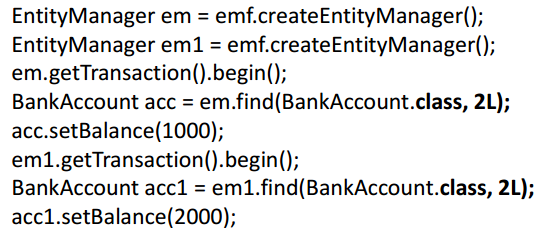 EntityManager em = emf.createEntityManager();
EntityManager em1 = emf.createEntityManager();
em.getTransaction().begin();
BankAccount acc = em.find(BankAccount.class, 2L);
acc.setBalance(1000);
em1.getTransaction().begin();
BankAccount acc1 = em1.find(BankAccount.class, 2L);
acc1.setBalance(2000);